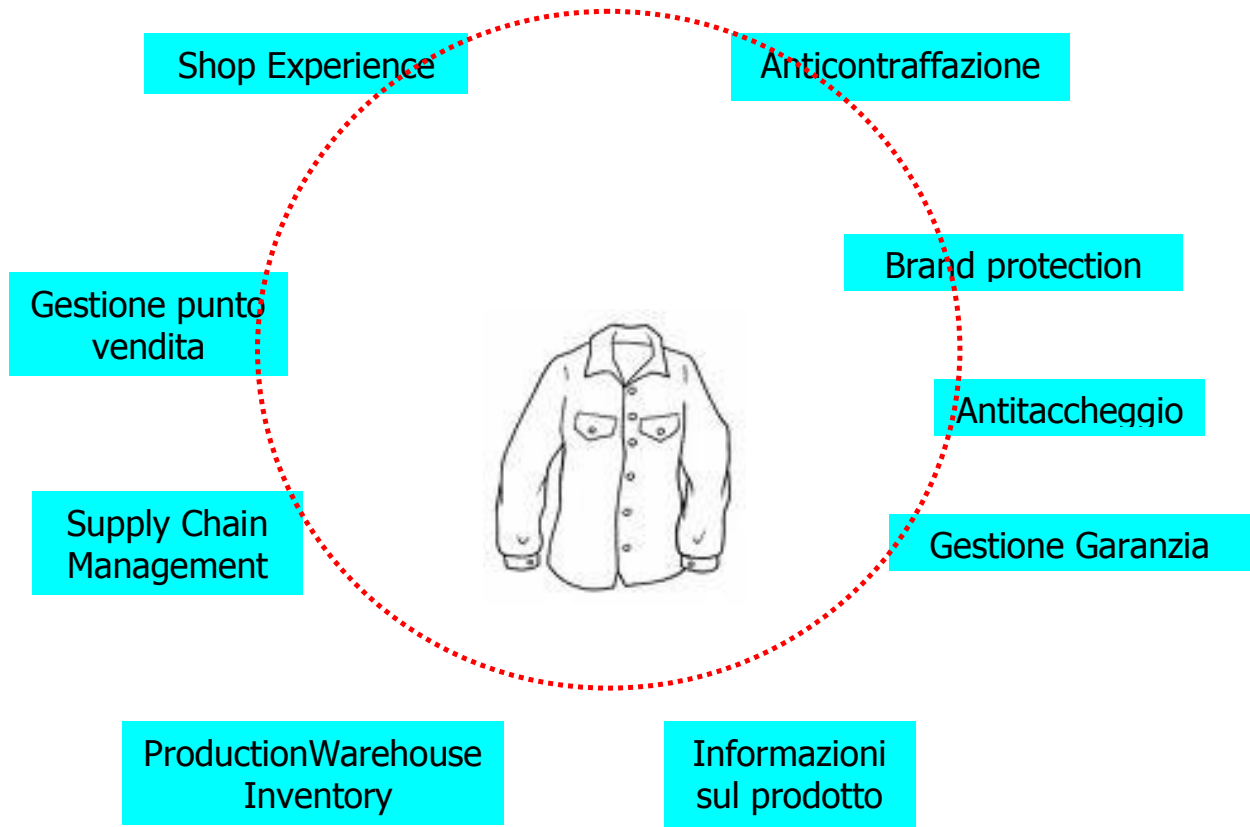 Shop Experience
Anticontraffazione
Brand protection
Gestione punto
vendita
Antitaccheggio
Supply Chain
Management
Gestione Garanzia
ProductionWarehouse
Inventory
Informazioni
sul prodotto